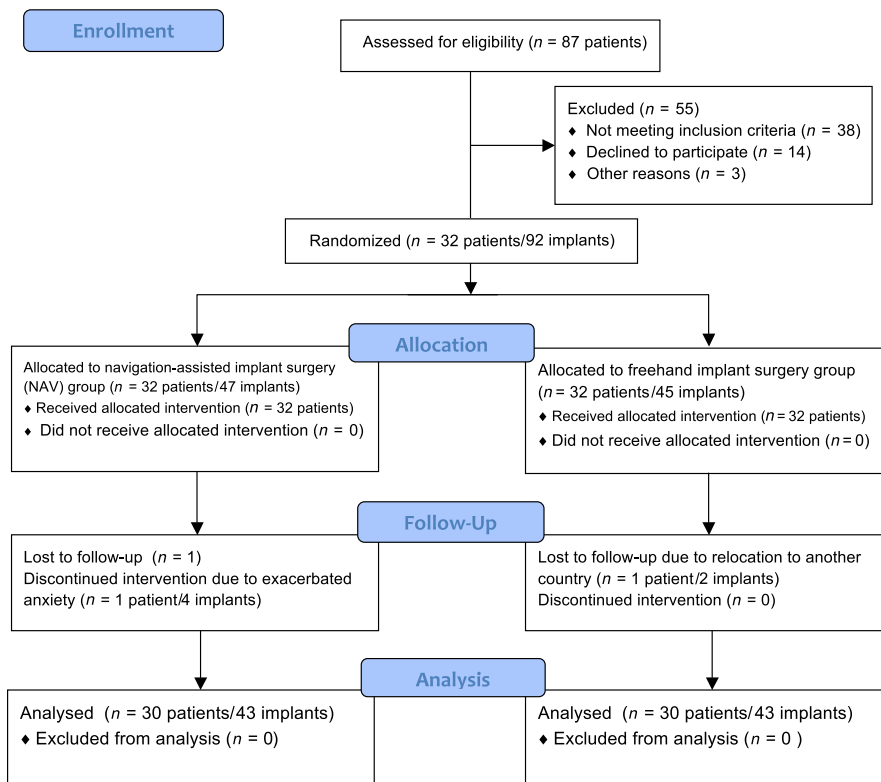 Enrollment
Assessed for eligibility (n = 87 patients)
Excluded (n = 55)
♦ Not meeting inclusion criteria (n = 38)
♦ Declined to participate (n = 14)
♦ Other reasons (n = 3)
Randomized (n = 32 patients/92 implants)
Allocation
Allocated to navigation-assisted implant surgery
(NAV) group (n = 32 patients/47 implants)
♦ Received allocated intervention (n = 32 patients)
♦ Did not receive allocated intervention (n = 0)
Allocated to freehand implant surgery group
(n = 32 patients/45 implants)
♦ Received allocated intervention (n = 32 patients)
♦ Did not receive allocated intervention (n = 0)
Follow-Up
Lost to follow-up (n = 1)
Discontinued intervention due to exacerbated
anxiety (n = 1 patient/4 implants)
Lost to follow-up due to relocation to another
country (n = 1 patient/2 implants)
Discontinued intervention (n = 0)
Analysis
Analysed (n = 30 patients/43 implants)
♦ Excluded from analysis (n = 0)
Analysed (n = 30 patients/43 implants)
♦ Excluded from analysis (n = 0 )